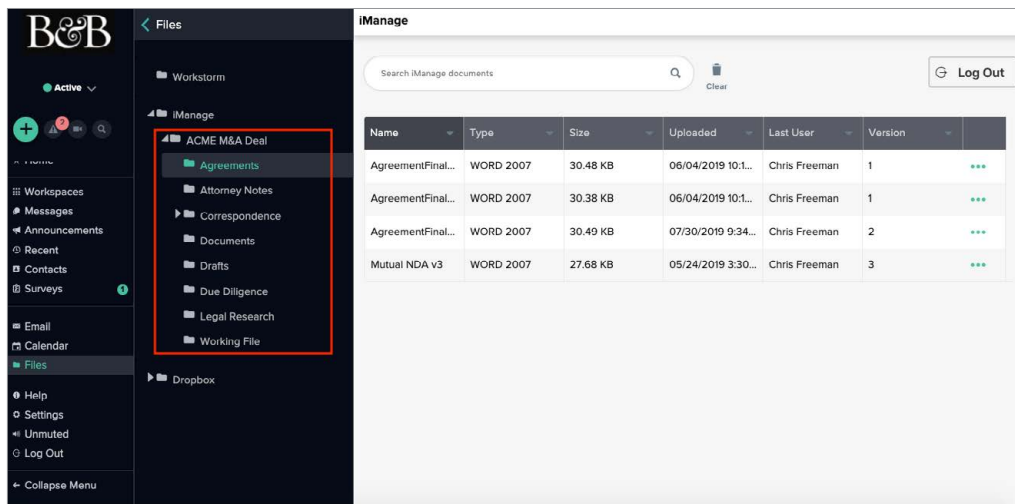 B&B
Active
2
Home
Workspaces
Messages
Announcements
Recent
Contacts
Surveys 1
Email
Calendar
Files
Help
Settings
Unmuted
Log Out
Collapse Menu
Files
Workstorm
iManage
ACME M&A Deal
Agreements
Attorney Notes
Correspondence
Documents
Drafts
Due Diligence
Legal Research
Working File
Dropbox
iManage
Search iManage documents
Clear
Log Out
Name Type Size Uploaded Last User Version
AgreementFinal... WORD 2007 30.48 KB 06/04/2019 10:1... Chris Freeman 1
AgreementFinal... WORD 2007 30.38 KB 06/04/2019 10:1... Chris Freeman 1
AgreementFinal... WORD 2007 30.49 KB 07/30/2019 9:34... Chris Freeman 2
Mutual NDA v3 WORD 2007 27.68 KB 05/24/2019 3:30... Chris Freeman 3